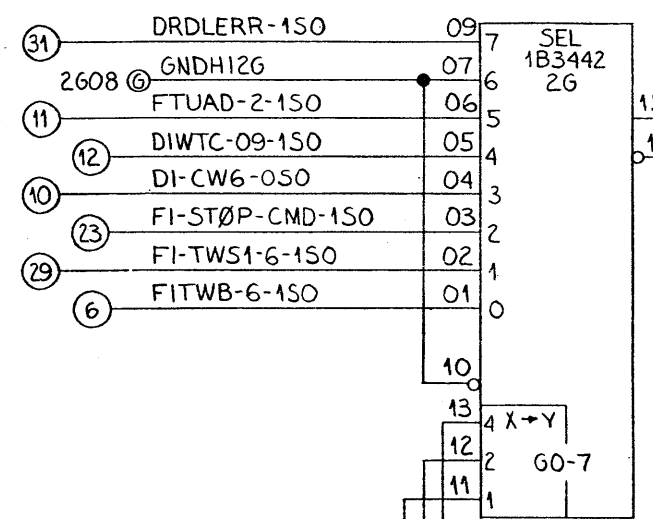 31 DRDLERR-1SO 09 7
SEL
1B3442
2G
2608 G GNDH12G 07 6
11 FTUAD-2-1SO 06 5
12 DIWTC-09-1SO 05 4
10 DI-CW6-0SO 04 3
23 FI-STØP-CMD-1SO 03 2
29 FI-TWS1-6-1SO 02 1
6 FITWB-6-1SO 01 0
10
13 4 X→Y
12 2 G0-7
11 1